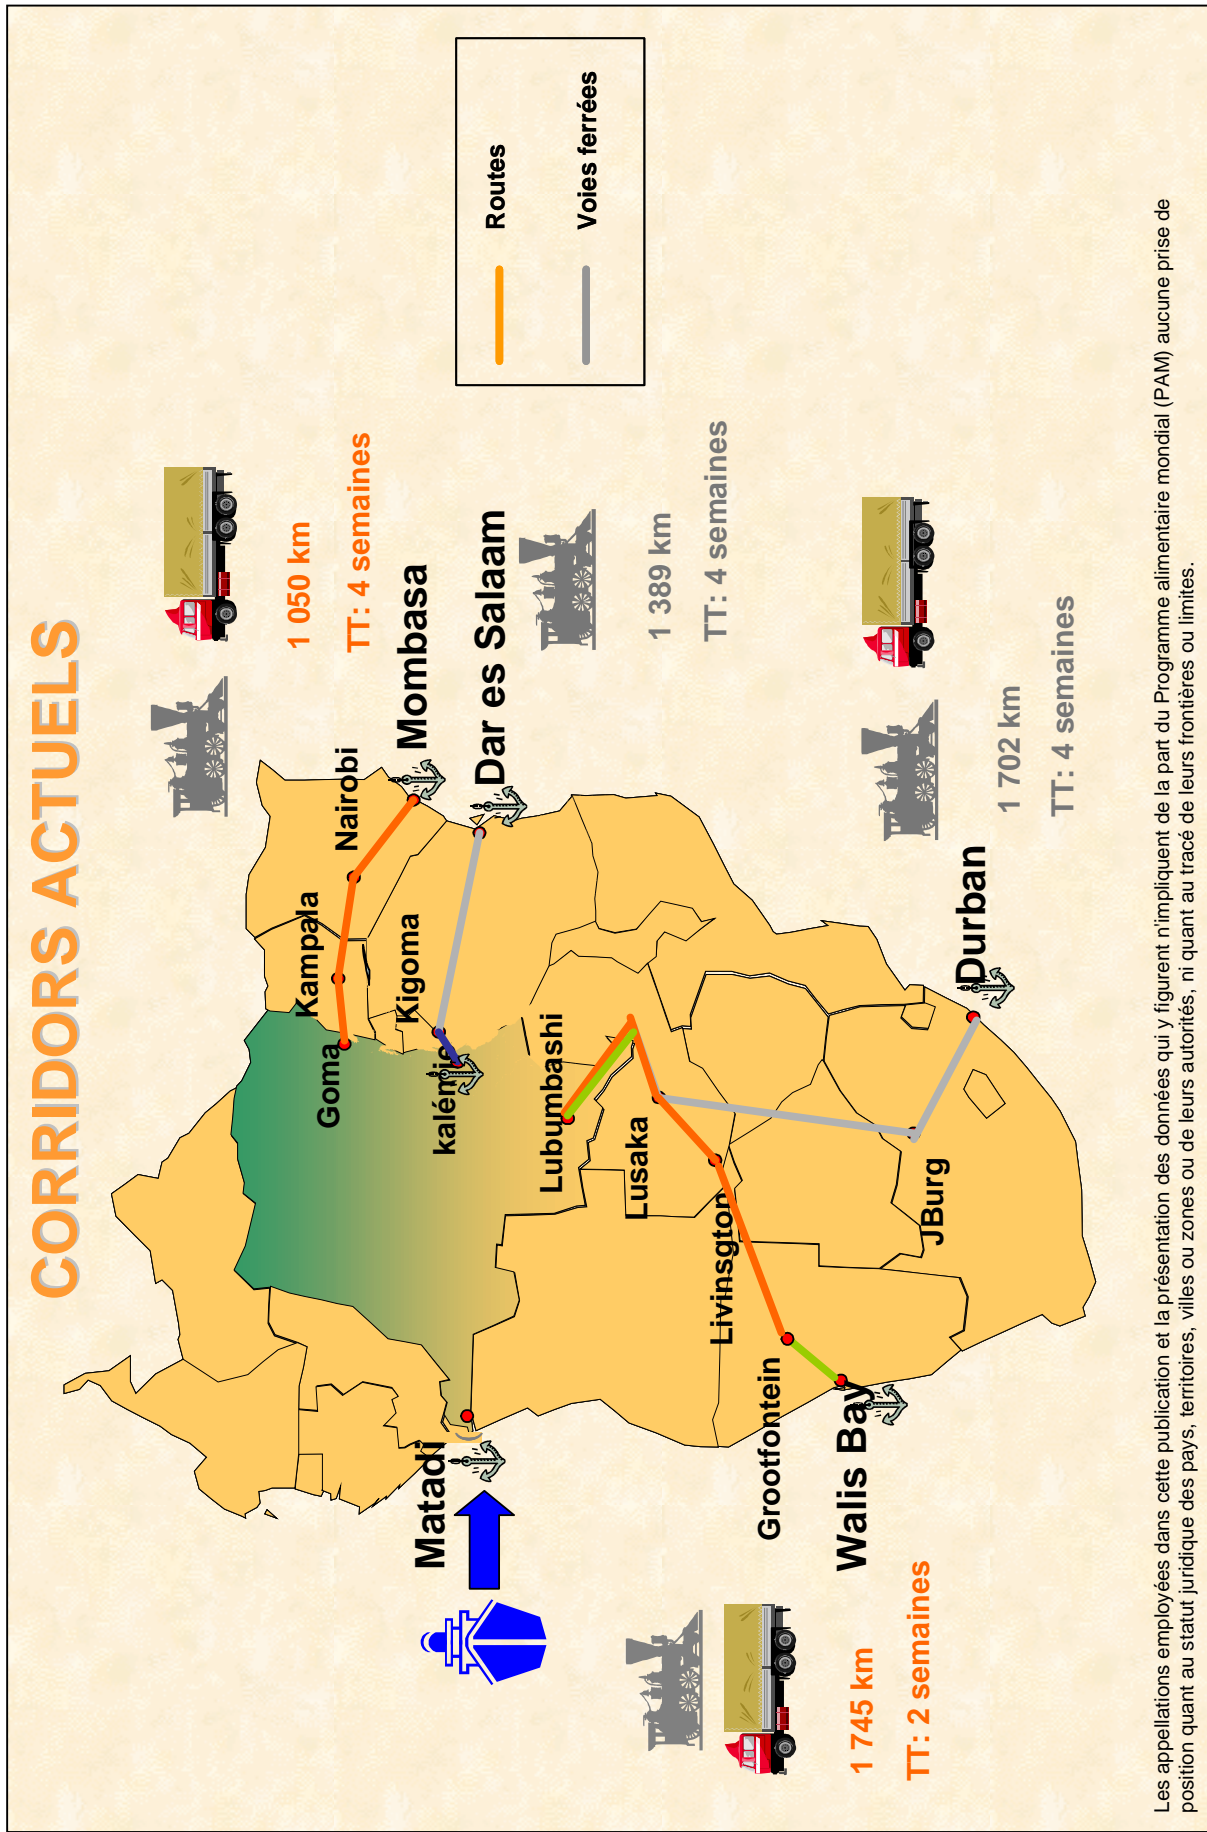 CORRIDORS ACTUELS
1 050 km
TT: 4 semaines
Routes
Voies ferrées
Nairobi
Kampala
Mombasa
Goma
Kigoma
Dar es Salaam
kalémie
1 389 km
TT: 4 semaines
Matadi
Lubumbashi
Lusaka
Livinsgton
Grootfontein
Walis Bay
JBurg
Durban
1 745 km
TT: 2 semaines
1 702 km
TT: 4 semaines
Les appellations employées dans cette publication et la présentation des données qui y figurent n'impliquent de la part du Programme alimentaire mondial (PAM) aucune prise de
position quant au statut juridique des pays, territoires, villes ou zones ou de leurs autorités, ni quant au tracé de leurs frontières ou limites.